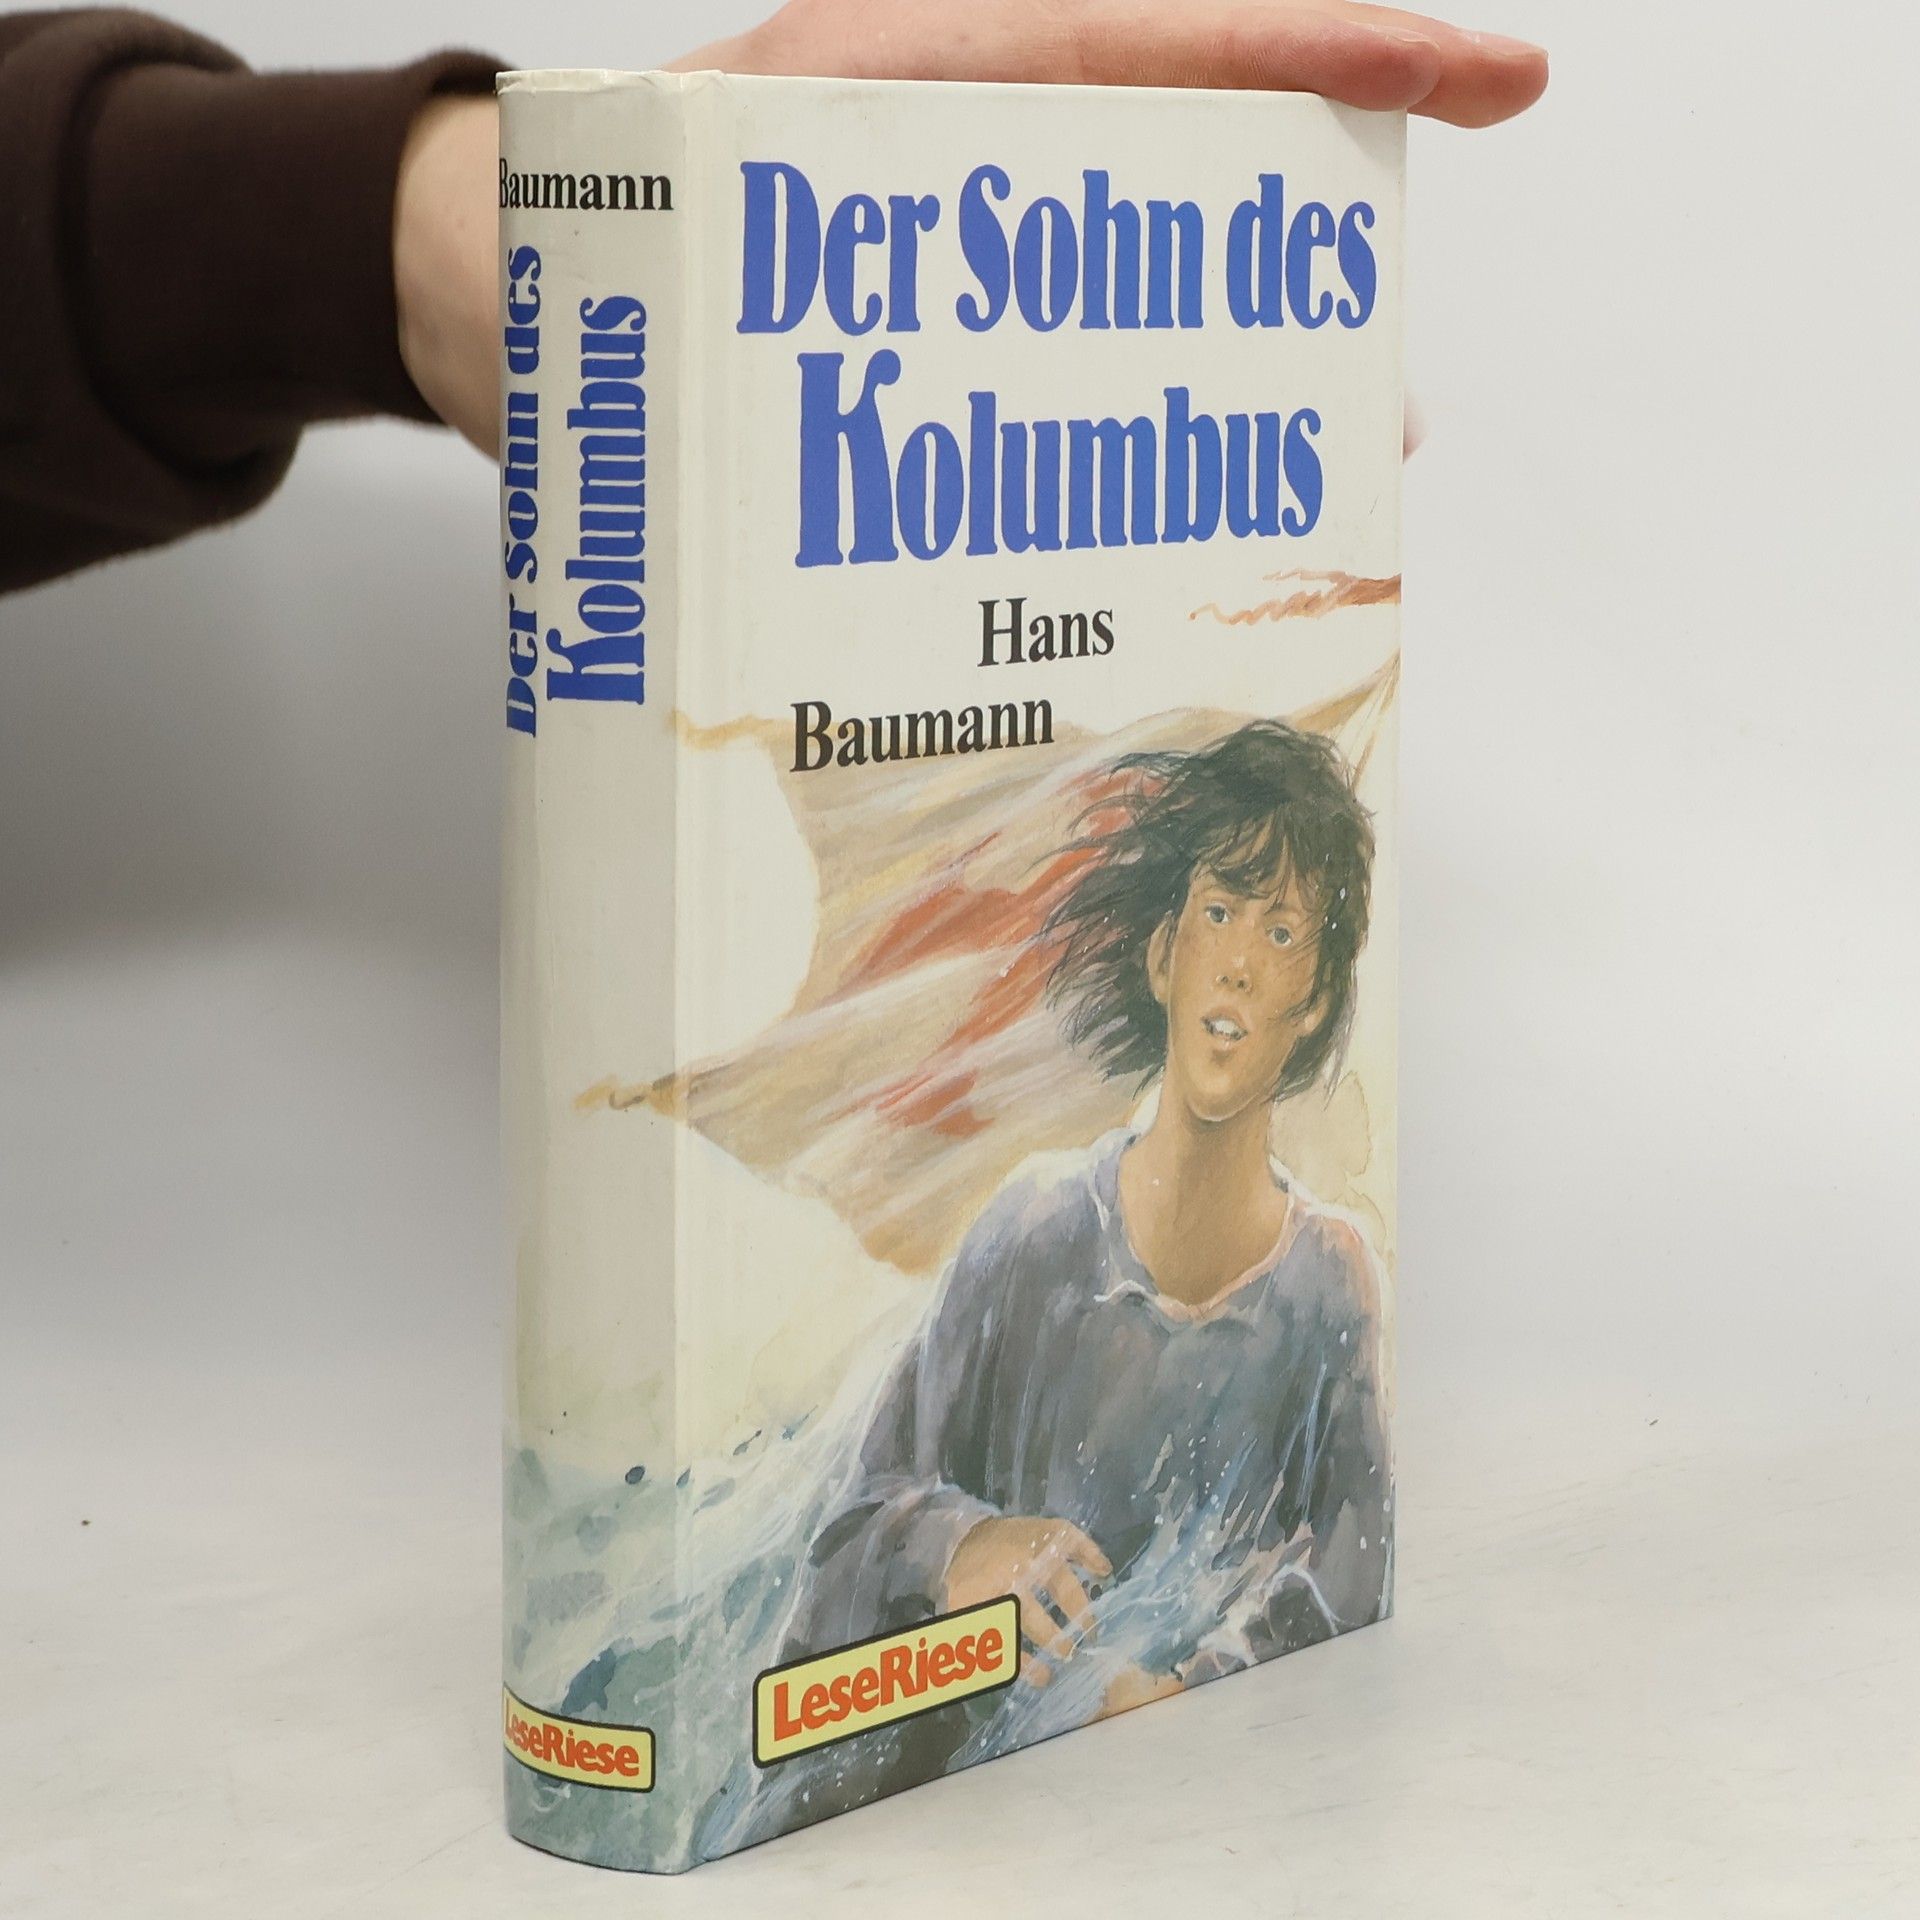 Baumann
Der Sohn des
Kolumbus
LeseRiese
Der Sohn des
Kolumbus
Hans
Baumann
LeseRiese